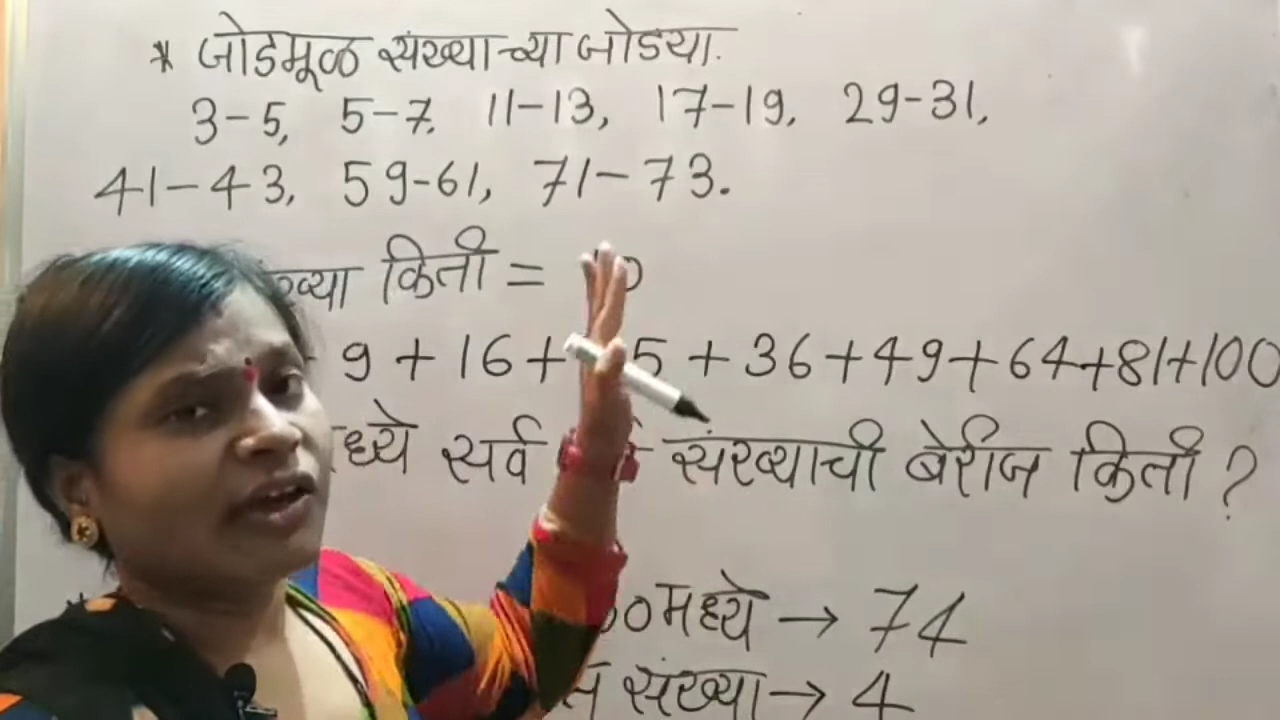 * जोडमूळ संख्याच्या जोडया.
3-5, 5-7, 11-13, 17-19, 29-31,
41-43, 59-61, 71-73.
किती =
9 + 16 + 5 + 36 + 49 + 64 + 81 + 100
सर्व संख्याची बेरीज किती ?
मध्ये → 74
संख्या → 4